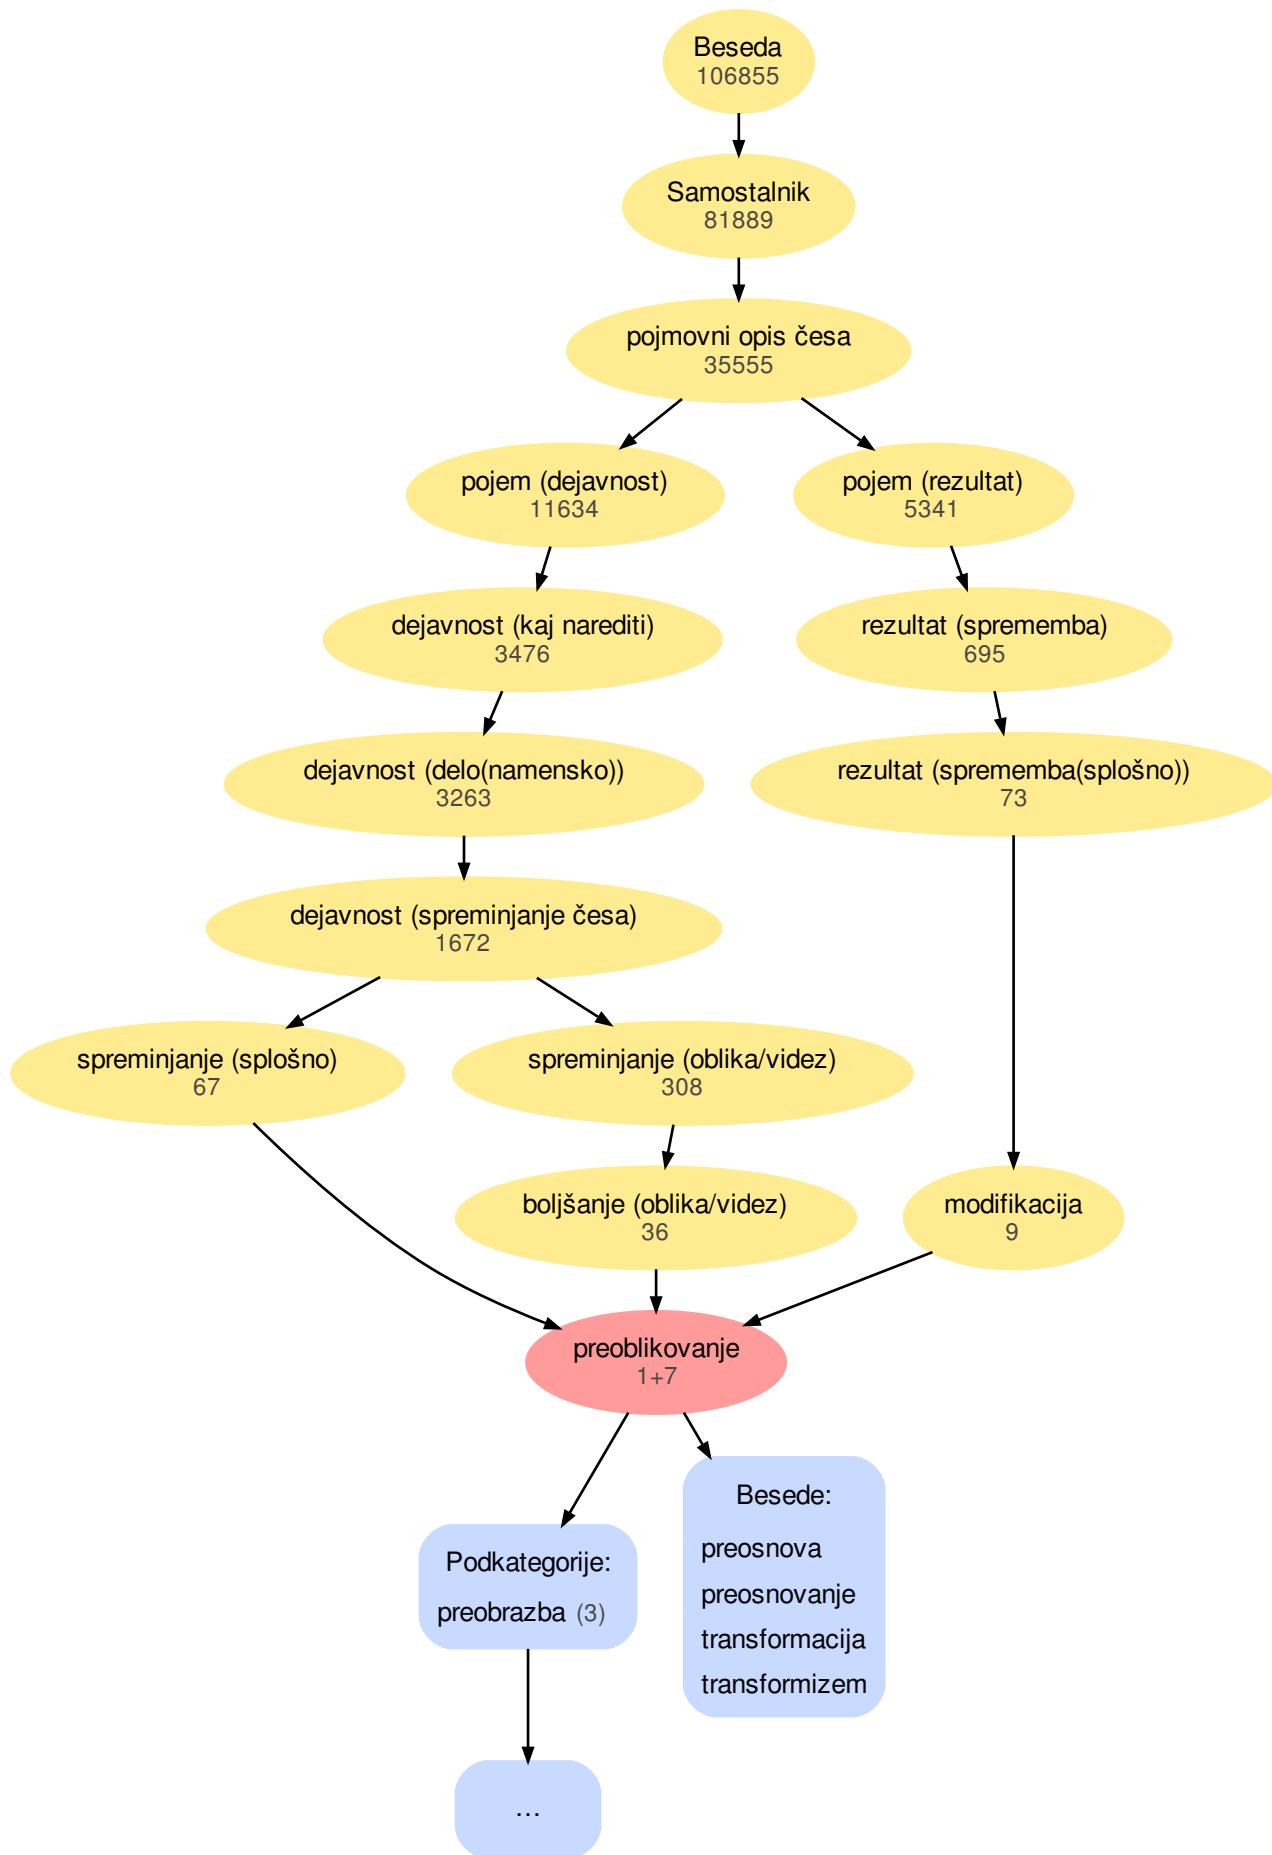 Beseda
106855
Samostalnik
81889
pojmovni opis česa
35555
pojem (dejavnost)
11634
pojem (rezultat)
5341
dejavnost (kaj narediti)
3476
rezultat (sprememba)
695
dejavnost (delo(namensko))
3263
rezultat (sprememba(splošno))
73
dejavnost (spreminjanje česa)
1672
spreminjanje (splošno)
67
spreminjanje (oblika/videz)
308
boljšanje (oblika/videz)
36
modifikacija
9
preoblikovanje
1+7
Podkategorije:
preobrazba (3)
Besede:
preosnova
preosnovanje
transformacija
transformizem
...